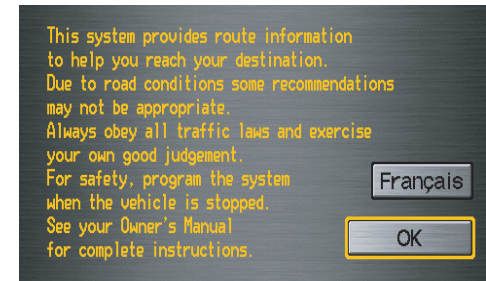 This system provides route information
to help you reach your destination.
Due to road conditions some recommendations
may not be appropriate.
Always obey all traffic laws and exercise
your own good judgement.
For safety, program the system
when the vehicle is stopped.
See your Owner's Manual
for complete instructions.
Français
OK